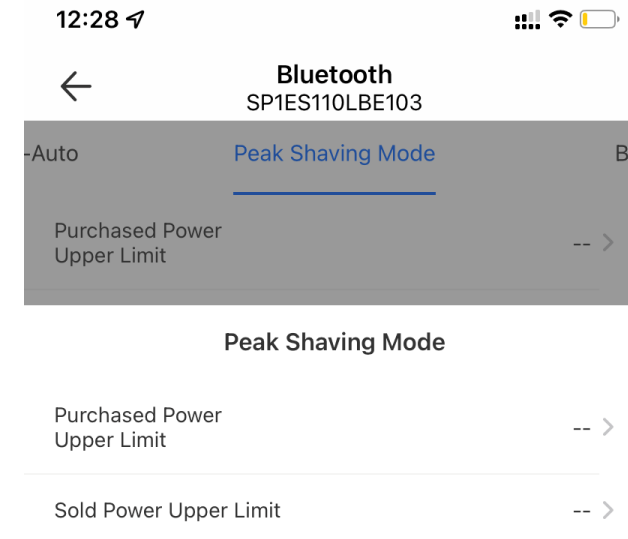 12:28
Bluetooth
SP1ES110LBE103
-Auto
Peak Shaving Mode
B
Purchased Power
Upper Limit
--
Peak Shaving Mode
Purchased Power
Upper Limit
--
Sold Power Upper Limit
--